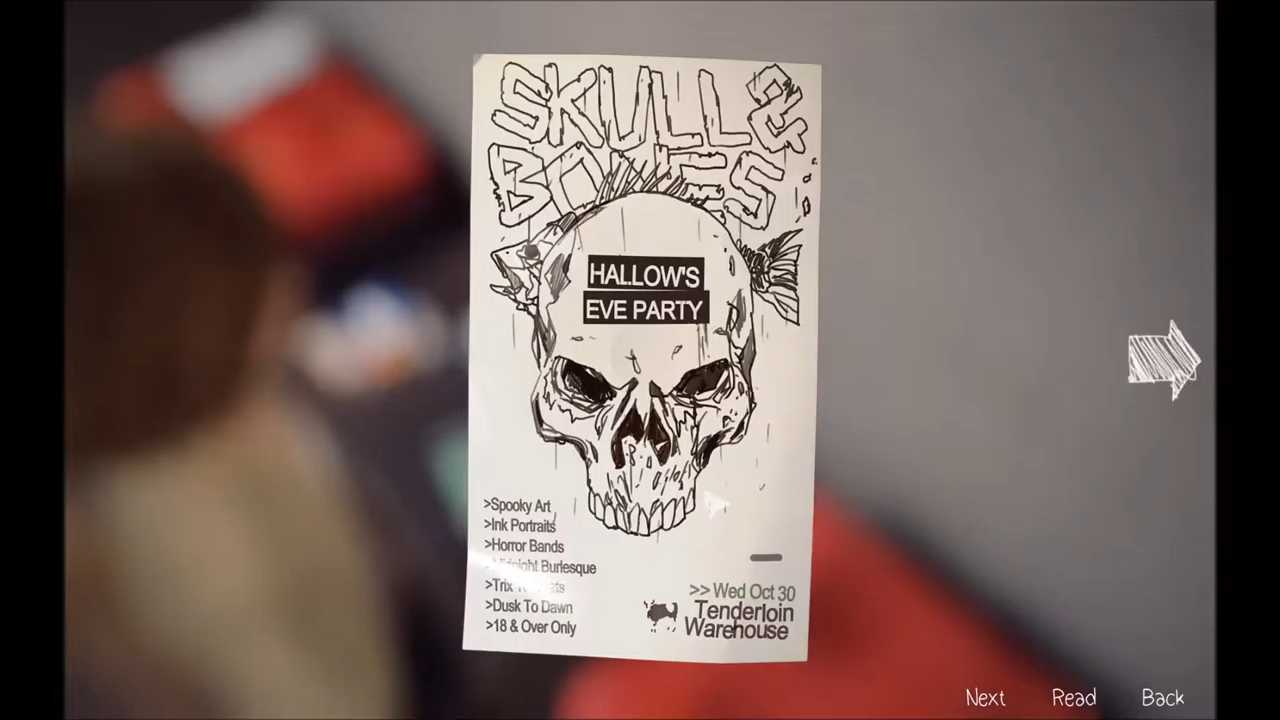 SKULL &
BONES
HALLOW'S
EVE PARTY
>Spooky Art
>Ink Portraits
>Horror Bands
>Midnight Burlesque
>Trix
>Dusk To Dawn
>18 & Over Only
>> Wed Oct 30
Tenderloin
Warehouse
Next Read Back